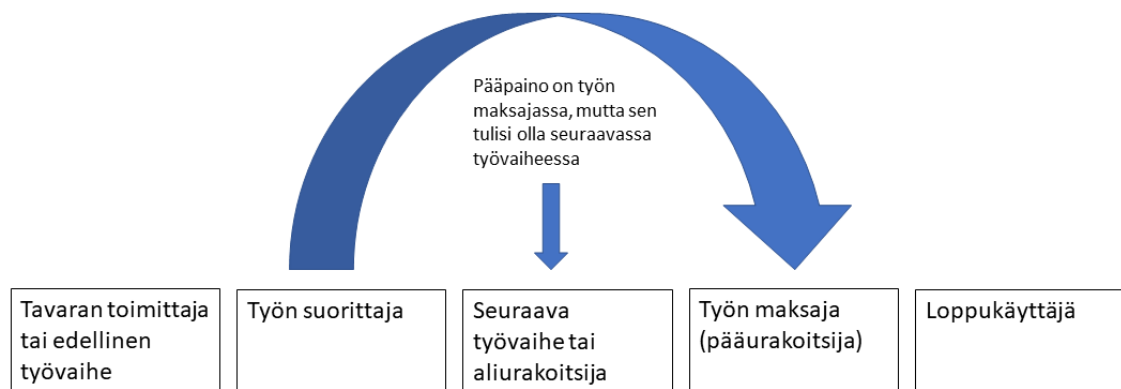 Pääpaino on työn
maksajassa, mutta sen
tulisi olla seuraavassa
työvaiheessa
Tavaran toimittaja
tai edellinen
työvaihe
Työn suorittaja
Seuraava
työvaihe tai
aliurakoitsija
Työn maksaja
(pääurakoitsija)
Loppukäyttäjä